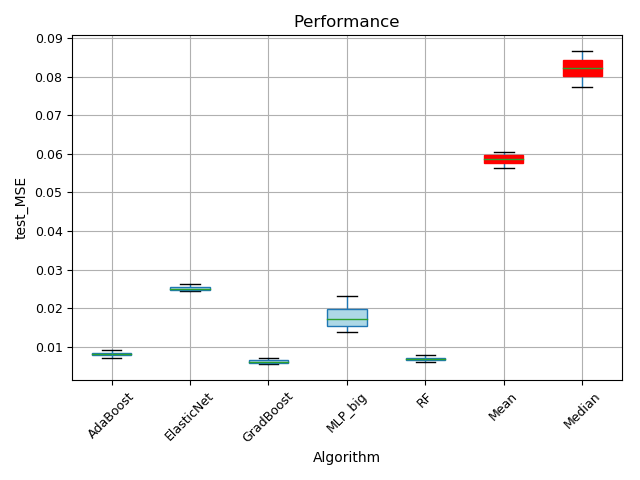 Performance
0.09
0.08
0.07
0.06
0.05
0.04
0.03
0.02
0.01
test_MSE
AdaBoost
ElasticNet
GradBoost
MLP_big
RF
Mean
Median
Algorithm